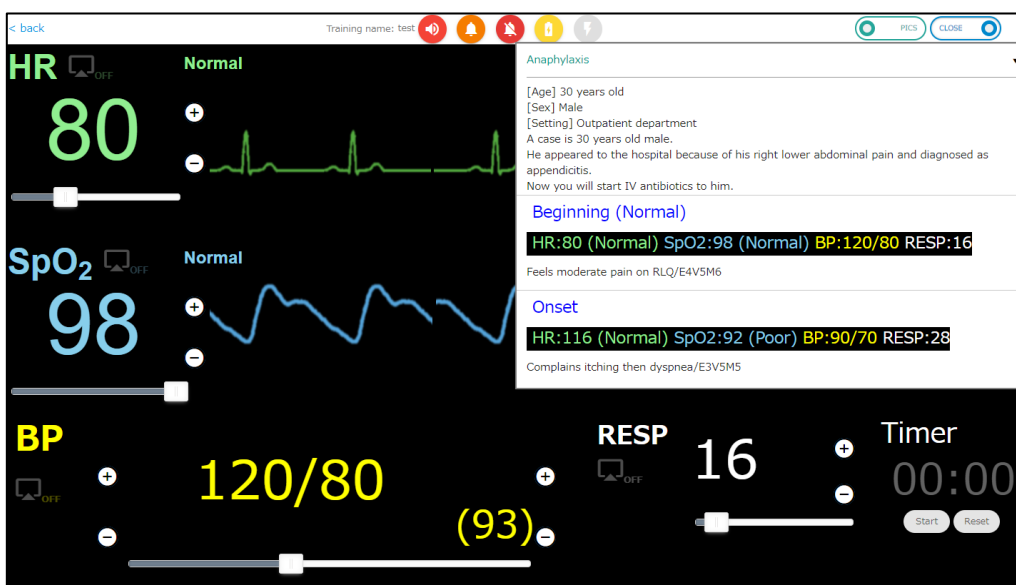 < back
Training name: test
PICS
CLOSE
HR
OFF
Normal
80
+
−
SpO2
OFF
Normal
98
+
−
Anaphylaxis
[Age] 30 years old
[Sex] Male
[Setting] Outpatient department
A case is 30 years old male.
He appeared to the hospital because of his right lower abdominal pain and diagnosed as
appendicitis.
Now you will start IV antibiotics to him.
Beginning (Normal)
HR:80 (Normal) SpO2:98 (Normal) BP:120/80 RESP:16
Feels moderate pain on RLQ/E4V5M6
Onset
HR:116 (Normal) SpO2:92 (Poor) BP:90/70 RESP:28
Complains itching then dyspnea/E3V5M5
BP
OFF
+
−
120/80
(93)
+
−
RESP
OFF
16
+
−
Timer
00:00
Start
Reset